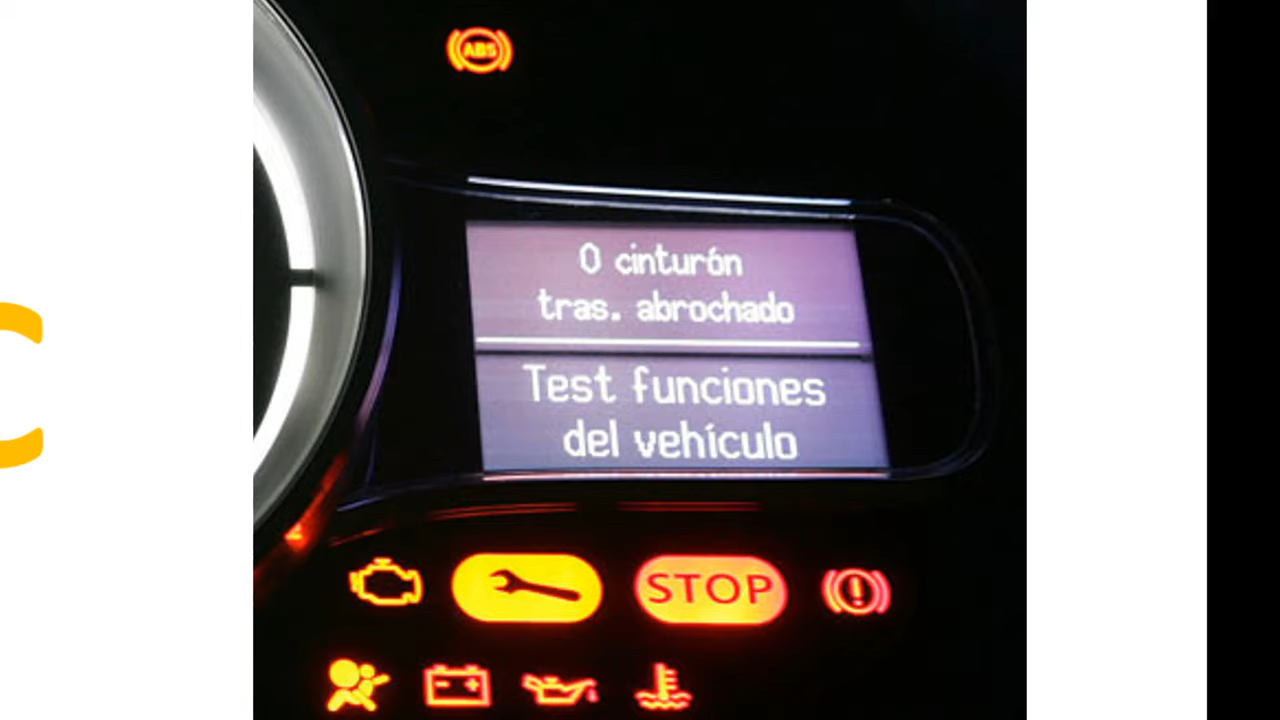 ABS
0 cinturón
tras. abrochado
Test funciones
del vehículo
STOP